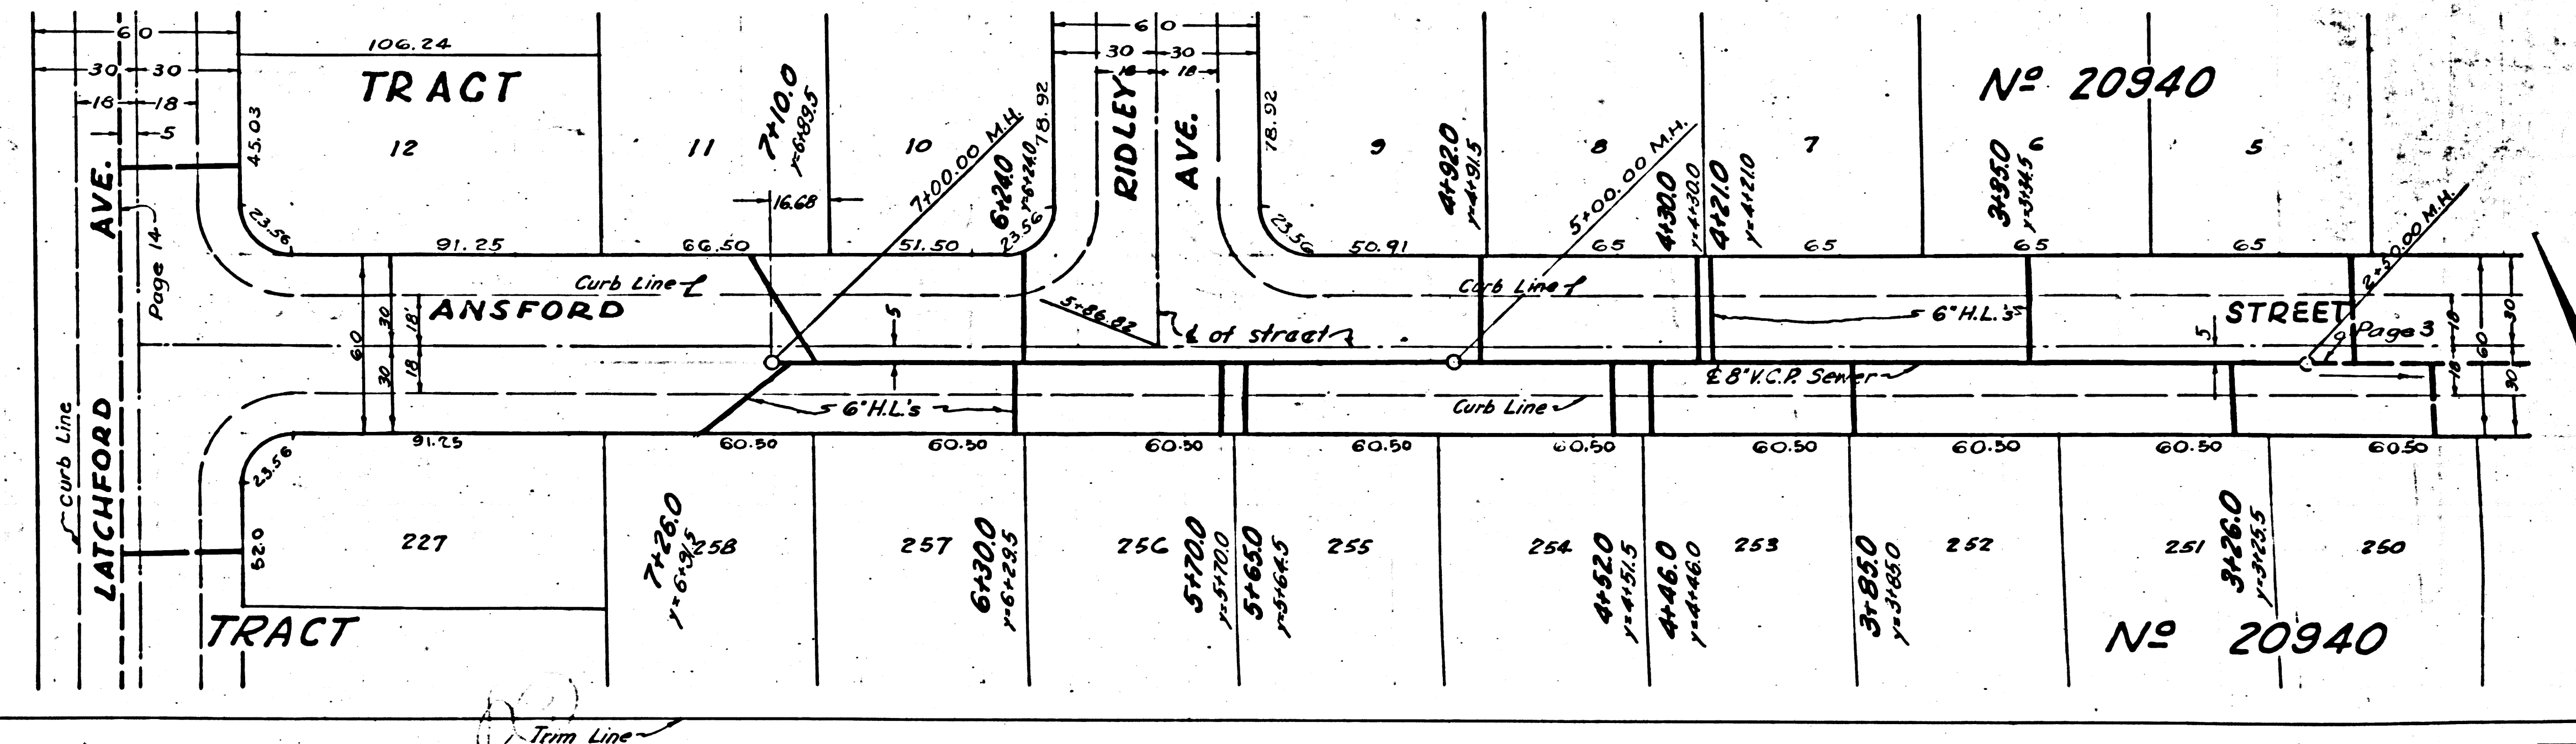 60
30 30
18 18
5
106.24
TRACT
45.03
12
11
10
7+10.0
y=6+89.5
16.68
7+00.00 M.H.
6+24.0
y=6+24.0
78.92
60
30 30
18 18
RIDLEY AVE.
78.92
9
4+92.0
y=4+91.5
8
5+00.00 M.H.
4+30.0
y=4+30.0
4+21.0
y=4+21.0
7
No 20940
3+35.0
y=3+34.5
6
5
2+50.00 M.H.
LATCHFORD AVE.
Page 14
Curb Line
23.56
91.25
66.50
51.50
23.56
23.56
50.91
65
65
65
65
Curb Line
Curb Line
ANSFORD
STREET
60
30
30
18'
18
5
5+86.82
℄ of street
6"H.L.'s
5
Page 3
18
18
60
30
30
℄ 8" V.C.P. Sewer
6"H.L.'s
Curb Line
23.56
91.25
60.50
60.50
60.50
60.50
60.50
60.50
60.50
60.50
60.50
52.0
227
258
257
256
255
254
253
252
251
250
7+26.0
y=6+91.5
6+30.0
y=6+29.5
5+70.0
y=5+70.0
5+65.0
y=5+64.5
4+52.0
y=4+51.5
4+46.0
y=4+46.0
3+85.0
y=3+85.0
3+26.0
y=3+25.5
TRACT
No 20940
Trim Line